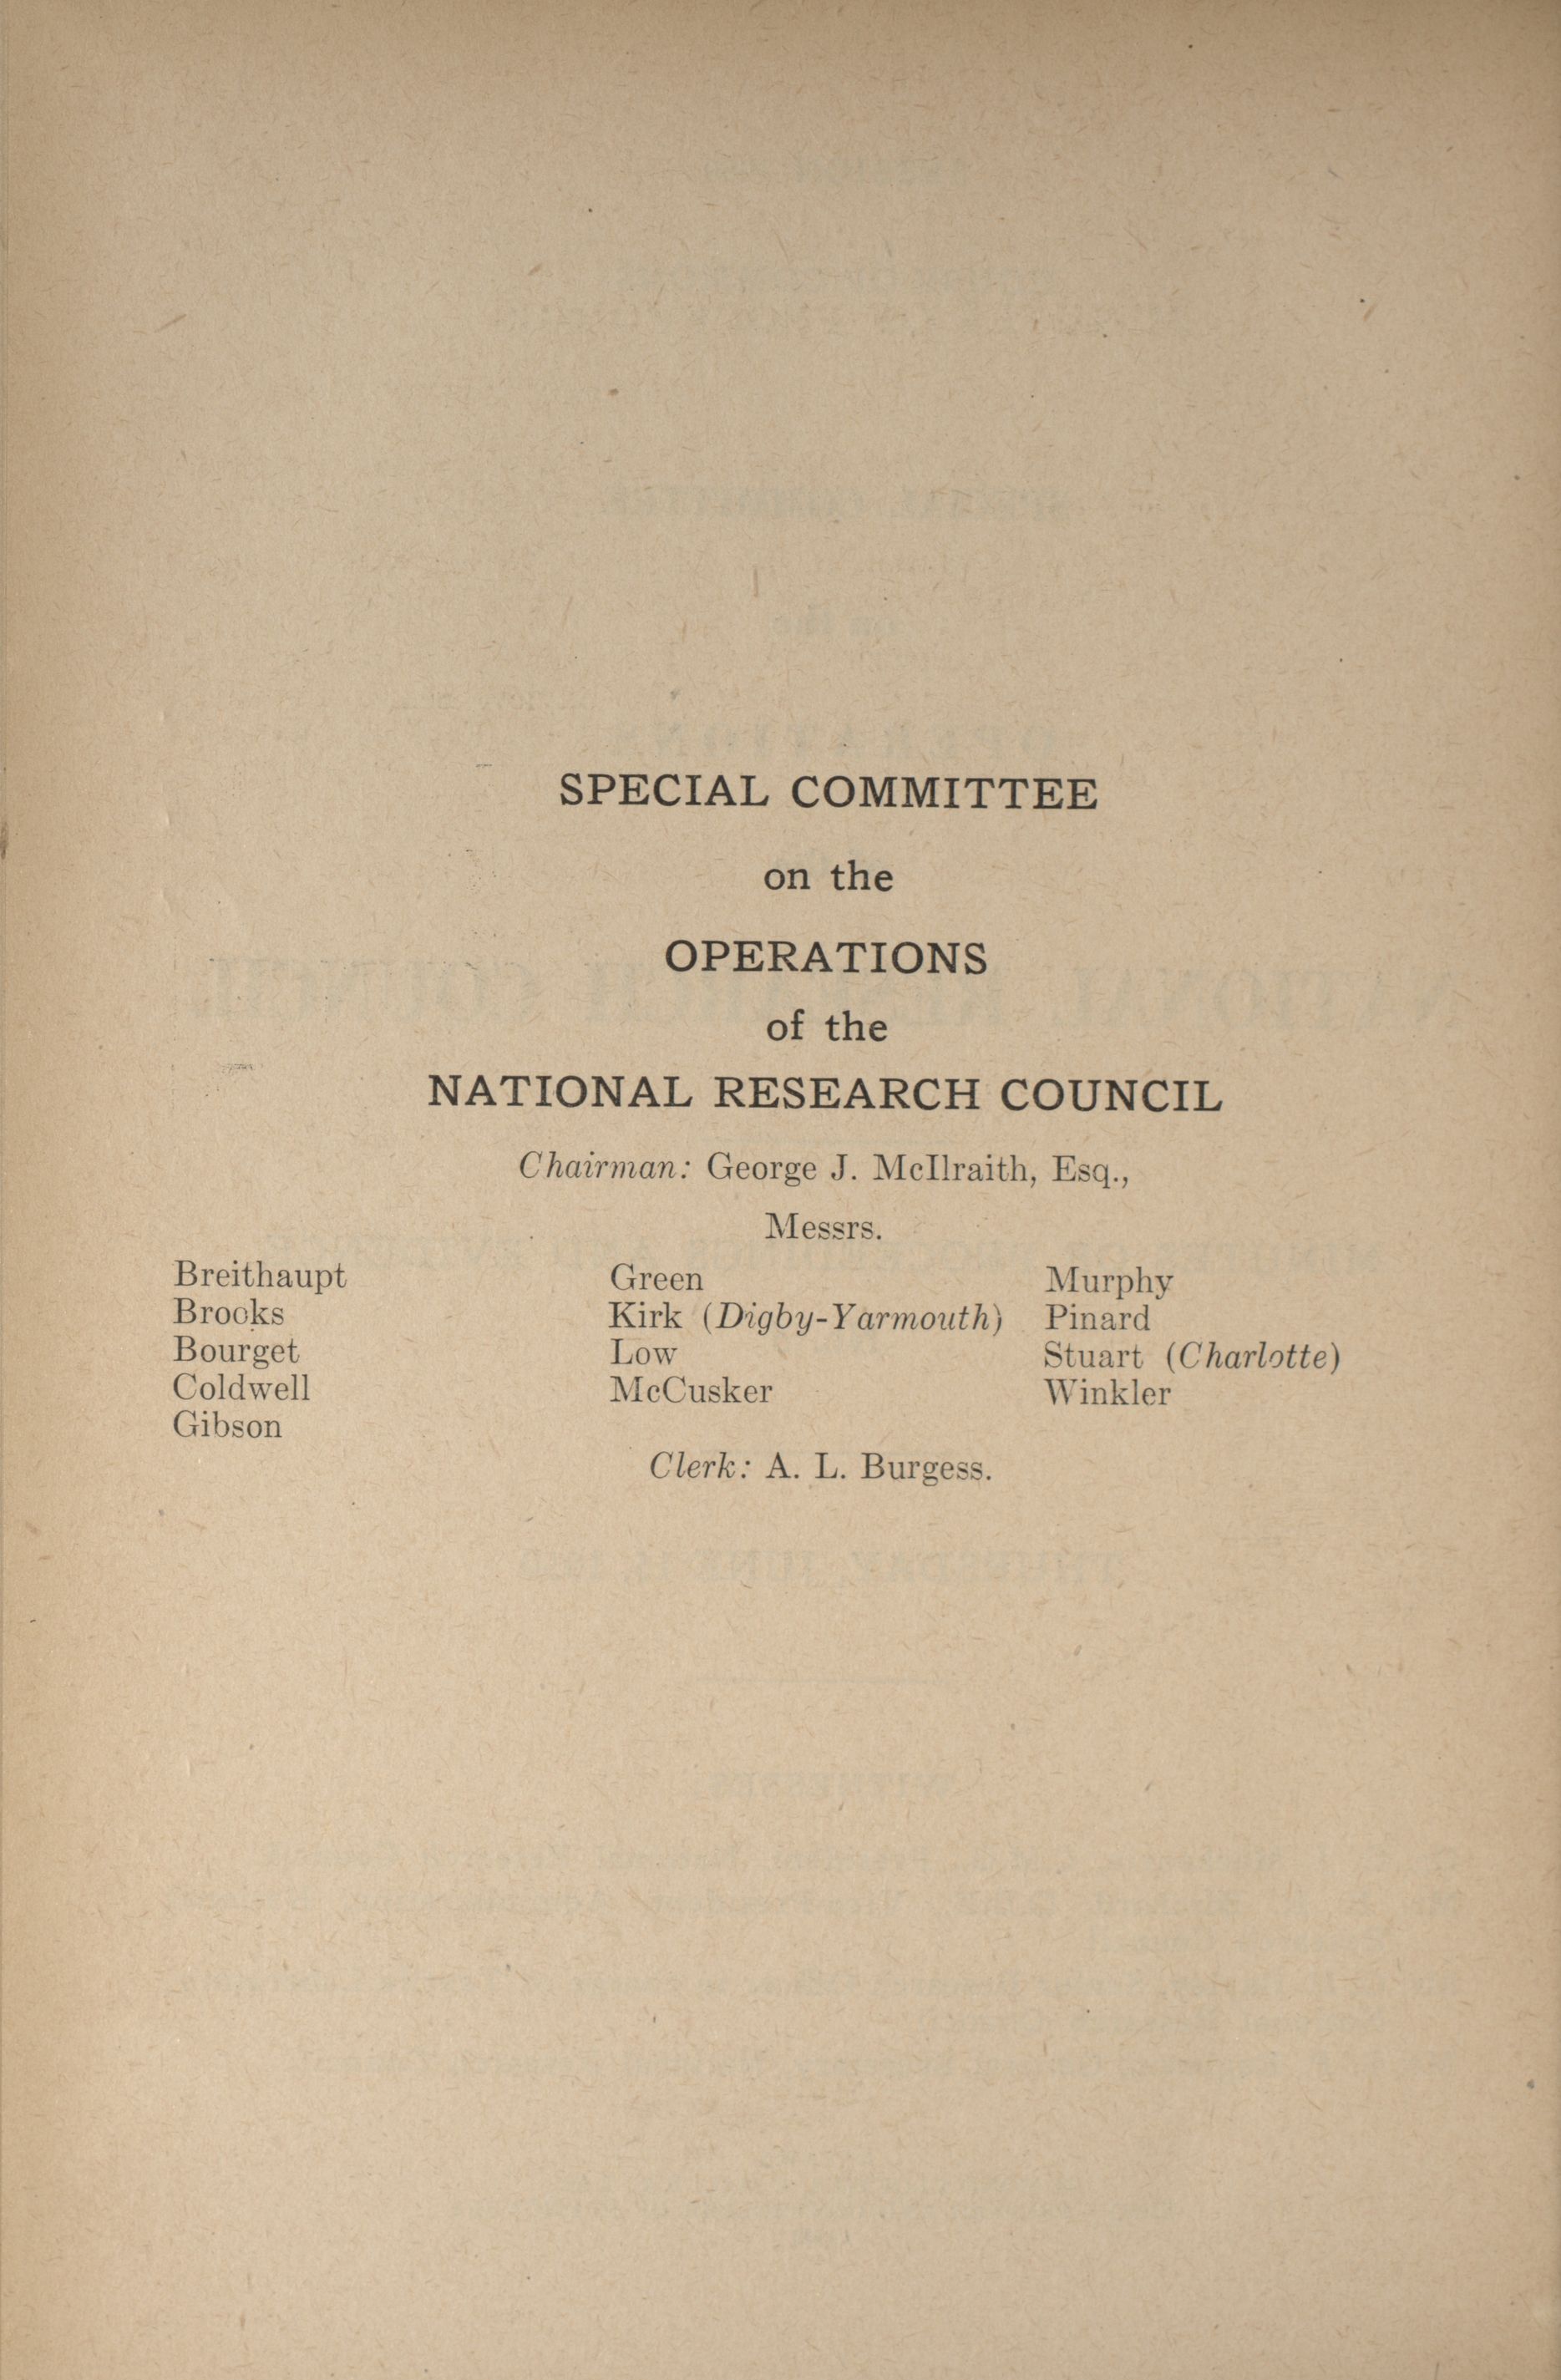 SPECIAL COMMITTEE
on the
OPERATIONS
of the
NATIONAL RESEARCH COUNCIL
Chairman: George J. McIlraith, Esq.,
Messrs.
Breithaupt
Brooks
Bourget
Coldwell
Gibson
Green
Kirk (Digby-Yarmouth)
Low
McCusker
Murphy
Pinard
Stuart (Charlotte)
Winkler
Clerk: A. L. Burgess.